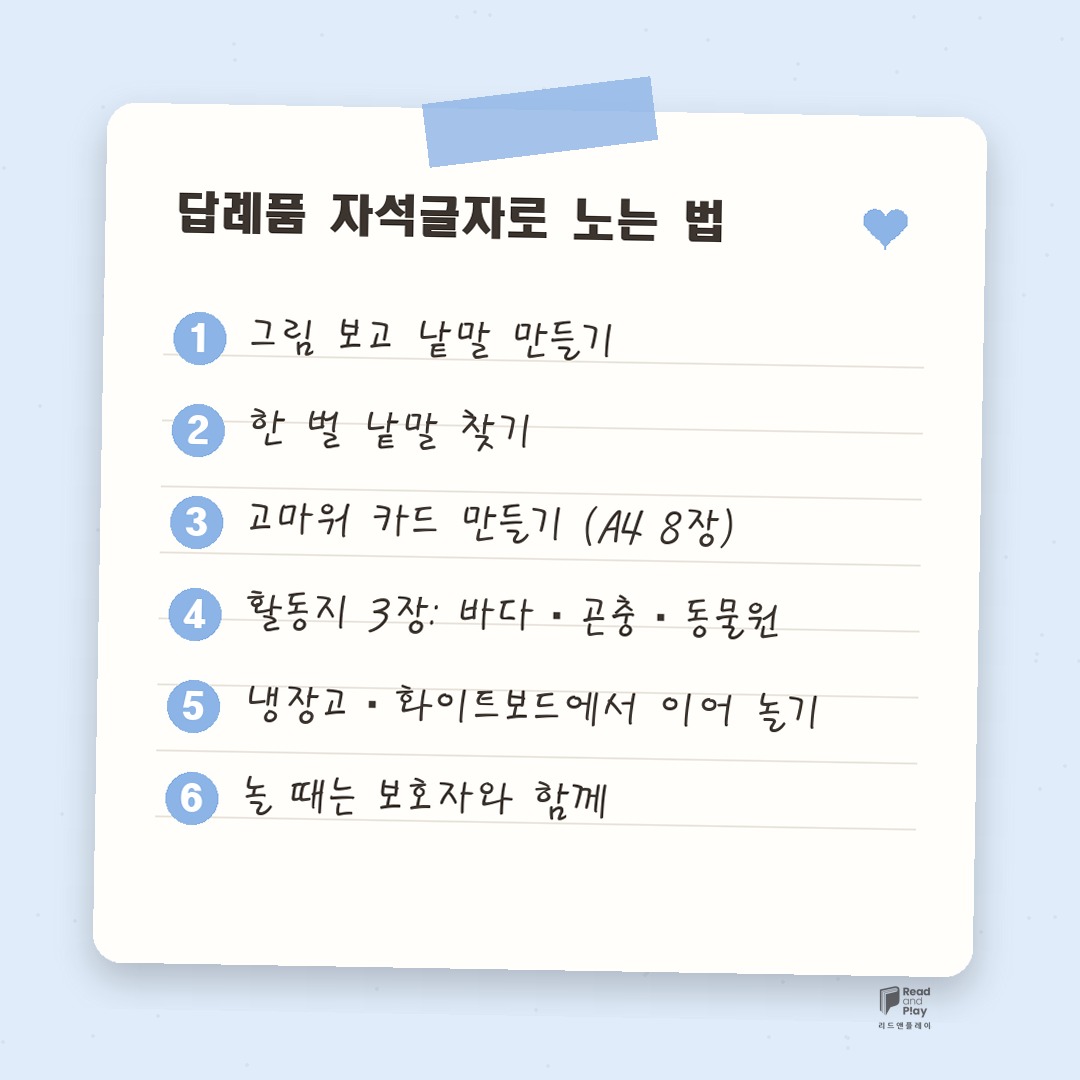 답례품 자석글자로 노는 법
1 그림 보고 낱말 만들기
2 한 벌 낱말 찾기
3 고마워 카드 만들기 (A4 8장)
4 활동지 3장: 바다 · 곤충 · 동물원
5 냉장고 · 화이트보드에서 이어 놀기
6 놀 때는 보호자와 함께
Read
and
Play
리드앤플레이